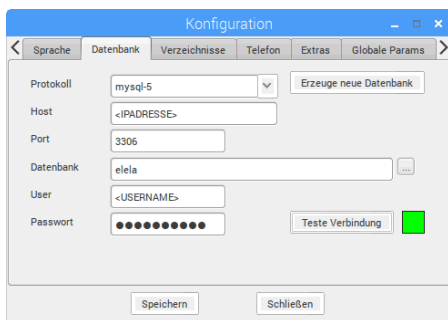 Konfiguration
Sprache Datenbank Verzeichnisse Telefon Extras Globale Params
Protokoll mysql-5 Erzeuge neue Datenbank
Host <IPADRESSE>
Port 3306
Datenbank elela ...
User <USERNAME>
Passwort ●●●●●●●●●● Teste Verbindung
Speichern Schließen